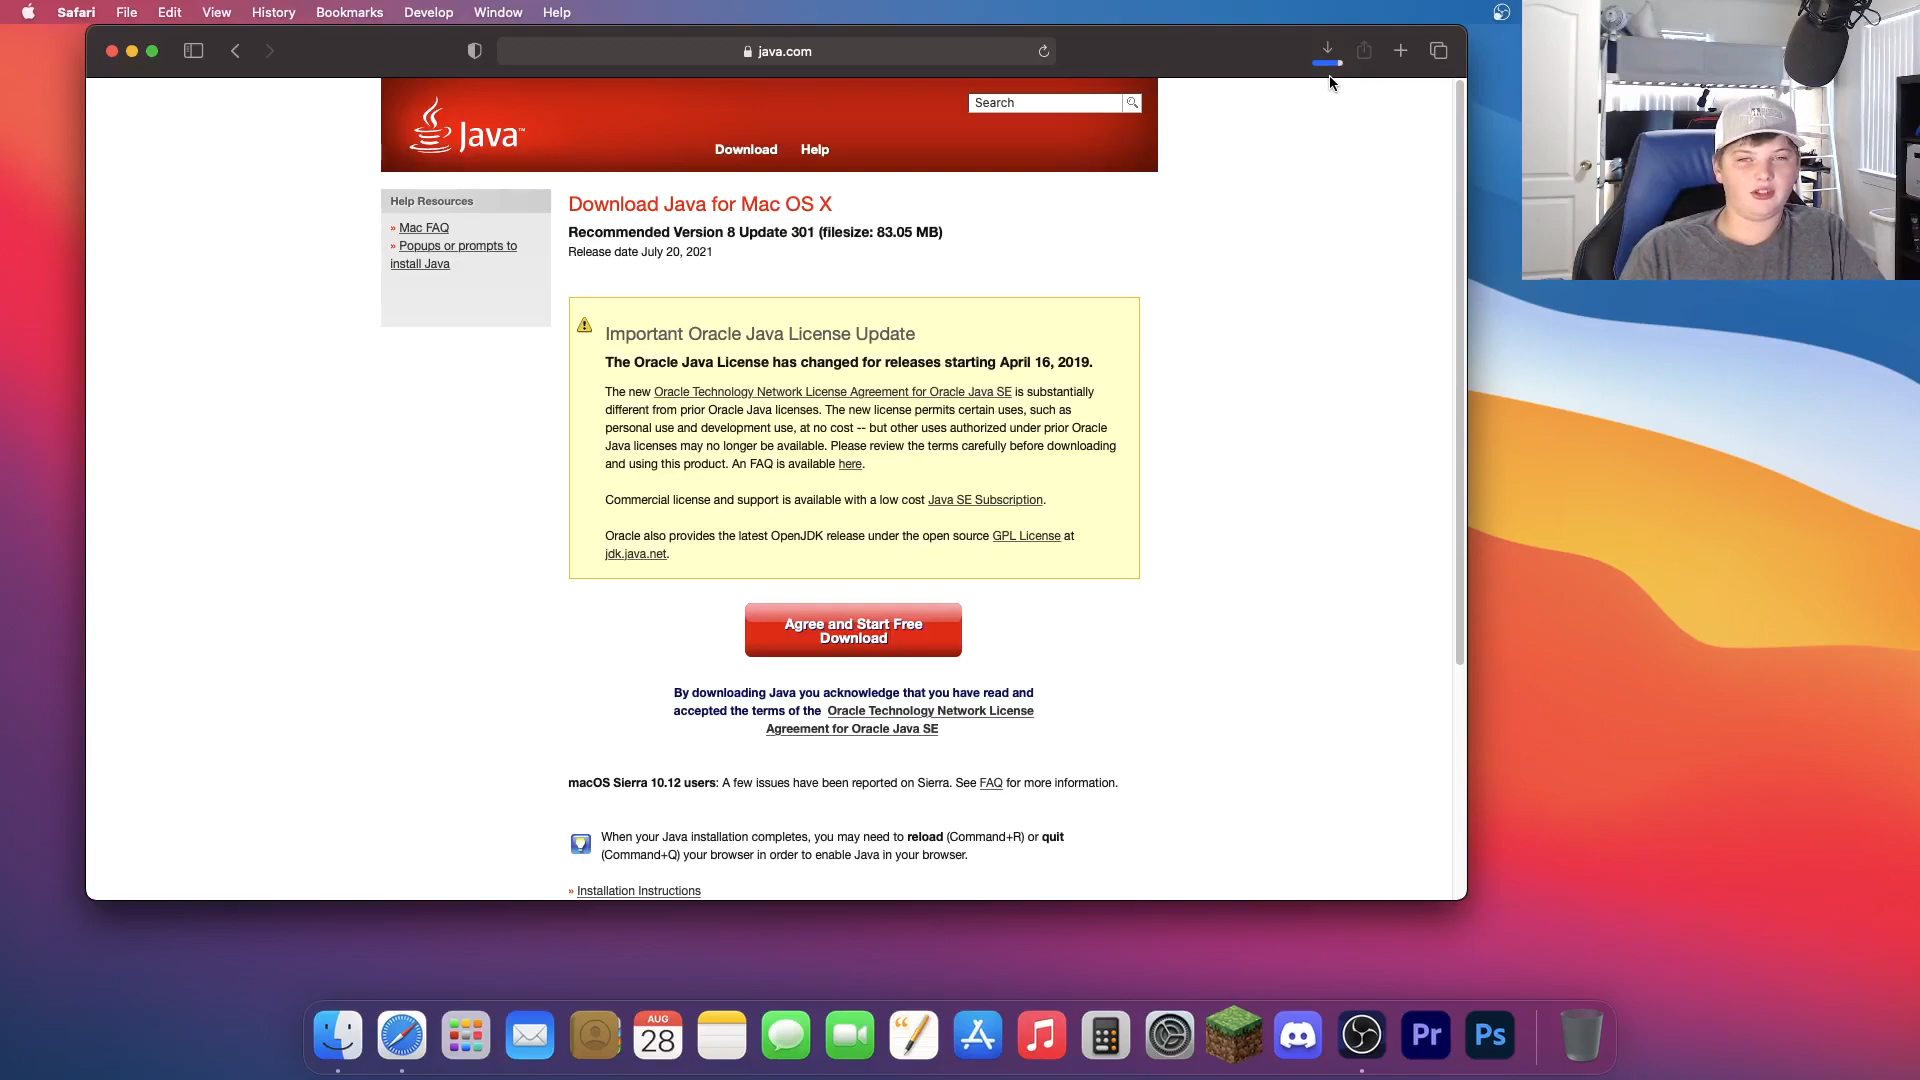 Safari File Edit View History Bookmarks Develop Window Help
java.com
Java™
Search
Download Help
Help Resources
» Mac FAQ
» Popups or prompts to
install Java
Download Java for Mac OS X
Recommended Version 8 Update 301 (filesize: 83.05 MB)
Release date July 20, 2021
Important Oracle Java License Update
The Oracle Java License has changed for releases starting April 16, 2019.
The new Oracle Technology Network License Agreement for Oracle Java SE is substantially
different from prior Oracle Java licenses. The new license permits certain uses, such as
personal use and development use, at no cost -- but other uses authorized under prior Oracle
Java licenses may no longer be available. Please review the terms carefully before downloading
and using this product. An FAQ is available here.
Commercial license and support is available with a low cost Java SE Subscription.
Oracle also provides the latest OpenJDK release under the open source GPL License at
jdk.java.net.
Agree and Start Free
Download
By downloading Java you acknowledge that you have read and
accepted the terms of the Oracle Technology Network License
Agreement for Oracle Java SE
macOS Sierra 10.12 users: A few issues have been reported on Sierra. See FAQ for more information.
When your Java installation completes, you may need to reload (Command+R) or quit
(Command+Q) your browser in order to enable Java in your browser.
» Installation Instructions
AUG
28
Pr
Ps